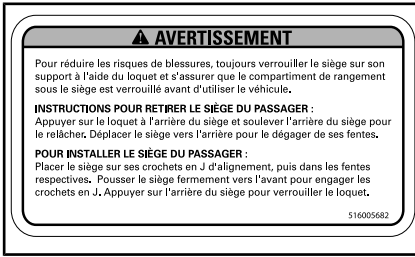 AVERTISSEMENT
Pour réduire les risques de blessures, toujours verrouiller le siège sur son
support à l'aide du loquet et s'assurer que le compartiment de rangement
sous le siège est verrouillé avant d'utiliser le véhicule.
INSTRUCTIONS POUR RETIRER LE SIÈGE DU PASSAGER :
Appuyer sur le loquet à l'arrière du siège et soulever l'arrière du siège pour
le relâcher. Déplacer le siège vers l'arrière pour le dégager de ses fentes.
POUR INSTALLER LE SIÈGE DU PASSAGER :
Placer le siège sur ses crochets en J d'alignement, puis dans les fentes
respectives. Pousser le siège fermement vers l'avant pour engager les
crochets en J. Appuyer sur l'arrière du siège pour verrouiller le loquet.
516005682